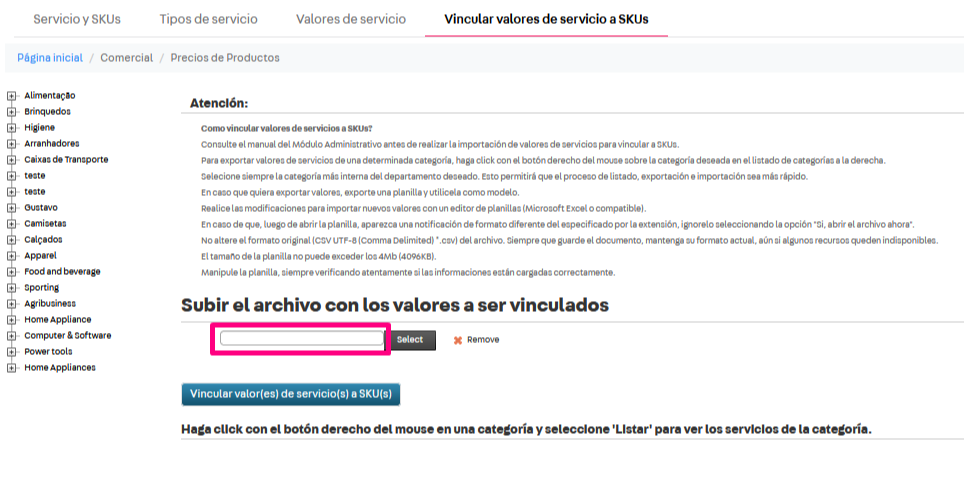 Servicio y SKUs Tipos de servicio Valores de servicio Vincular valores de servicio a SKUs
Página inicial / Comercial / Precios de Productos
Alimentação
Brinquedos
Higiene
Arranhadores
Caixas de Transporte
teste
teste
Gustavo
Camisetas
Calçados
Apparel
Food and beverage
Sporting
Agribusiness
Home Appliance
Computer & Software
Power tools
Home Appliances
Atención:
Como vincular valores de servicios a SKUs?
Consulte el manual del Módulo Administrativo antes de realizar la importación de valores de servicios para vincular a SKUs.
Para exportar valores de servicios de una determinada categoría, haga click con el botón derecho del mouse sobre la categoría deseada en el listado de categorías a la derecha.
Selecione siempre la categoría más interna del departamento deseado. Esto permitirá que el proceso de listado, exportación e importación sea más rápido.
En caso que quiera exportar valores, exporte una planilla y utilícela como modelo.
Realice las modificaciones para importar nuevos valores con un editor de planillas (Microsoft Excel o compatible).
En caso de que, luego de abrir la planilla, aparezca una notificación de formato diferente del especificado por la extensión, ignorelo seleccionando la opción "Si, abrir el archivo ahora".
No altere el formato original (CSV UTF-8 (Comma Delimited) *.csv) del archivo. Siempre que guarde el documento, mantenga su formato actual, aún si algunos recursos queden indisponibles.
El tamaño de la planilla no puede exceder los 4Mb (4096KB).
Manipule la planilla, siempre verificando atentamente si las informaciones están cargadas correctamente.
Subir el archivo con los valores a ser vinculados
Select Remove
Vincular valor(es) de servicio(s) a SKU(s)
Haga click con el botón derecho del mouse en una categoría y seleccione 'Listar' para ver los servicios de la categoría.